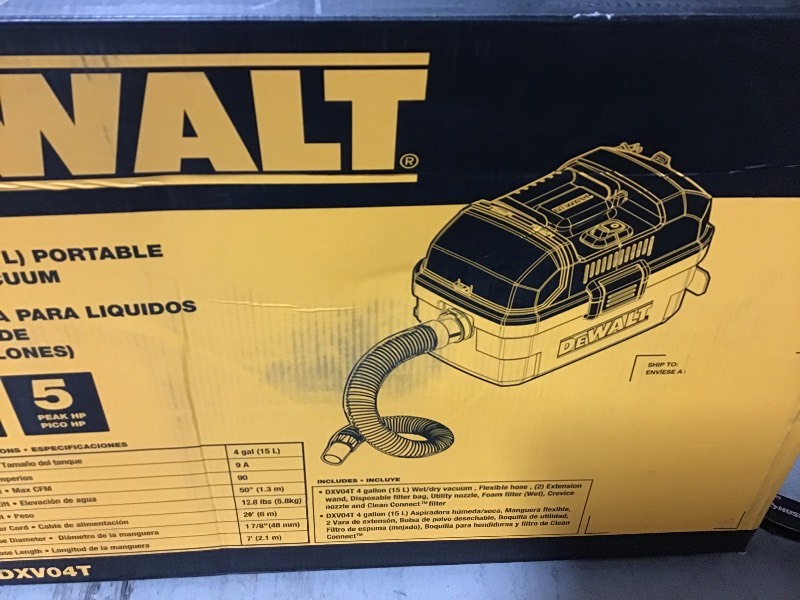 WALT®
L) PORTABLE
CUUM
A PARA LIQUIDOS
DE
LONES)
5
PEAK HP
PICO HP
ONS • ESPECIFICACIONES
Tamaño del tanque 4 gal (15 L)
mperios 9 A
• Max CFM 90
ift • Elevación de agua 50" (1.3 m)
t • Peso 12.8 lbs (5.8kg)
er Cord • Cable de alimentación 20' (6 m)
se Diameter • Diámetro de la manguera 1 7/8" (48 mm)
ose Length • Longitud de la manguera 7' (2.1 m)
DXV04T
DEWALT
DEWALT
SHIP TO:
ENVÍESE A:
INCLUDES • INCLUYE
• DXV04T 4 gallon (15 L) Wet/dry vacuum , Flexible hose , (2) Extension
wand, Disposable filter bag, Utility nozzle, Foam filter (Wet), Crevice
nozzle and Clean Connect™ filter
• DXV04T 4 gallon (15 L) Aspiradora húmeda/seca, Manguera flexible,
2 Vara de extensión, Bolsa de polvo desechable, Boquilla de utilidad,
Filtro de espuma (mojado), Boquilla para hendiduras y filtro de Clean
Connect™